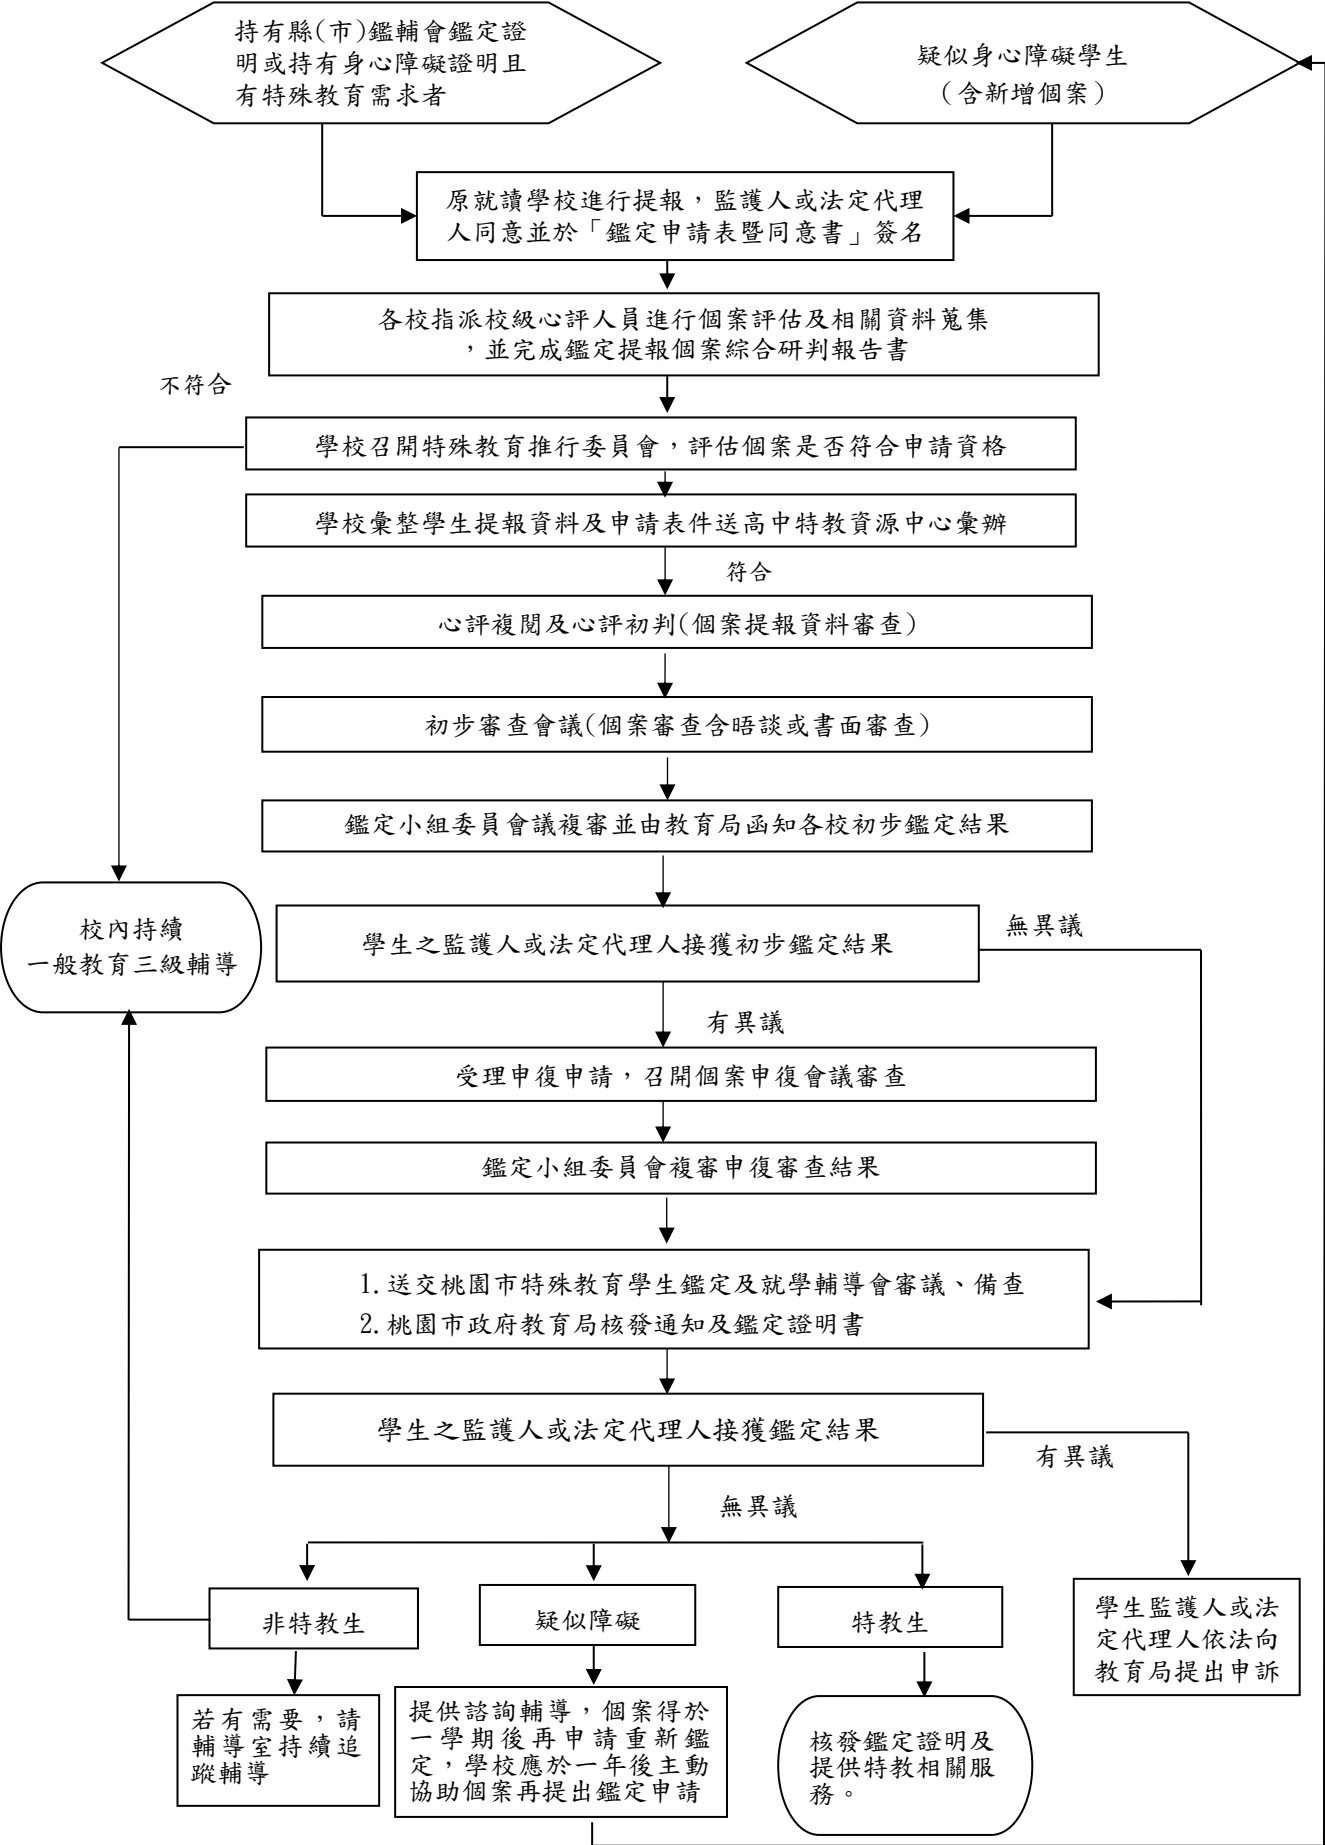 持有縣(市)鑑輔會鑑定證
明或持有身心障礙證明且
有特殊教育需求者
疑似身心障礙學生
（含新增個案）
原就讀學校進行提報，監護人或法定代理
人同意並於「鑑定申請表暨同意書」簽名
各校指派校級心評人員進行個案評估及相關資料蒐集
，並完成鑑定提報個案綜合研判報告書
不符合
學校召開特殊教育推行委員會，評估個案是否符合申請資格
學校彙整學生提報資料及申請表件送高中特教資源中心彙辦
符合
心評複閱及心評初判(個案提報資料審查)
初步審查會議(個案審查含晤談或書面審查)
鑑定小組委員會議複審並由教育局函知各校初步鑑定結果
校內持續
一般教育三級輔導
學生之監護人或法定代理人接獲初步鑑定結果
無異議
有異議
受理申復申請，召開個案申復會議審查
鑑定小組委員會複審申復審查結果
1.送交桃園市特殊教育學生鑑定及就學輔導會審議、備查
2.桃園市政府教育局核發通知及鑑定證明書
學生之監護人或法定代理人接獲鑑定結果
有異議
無異議
非特教生
疑似障礙
特教生
學生監護人或法
定代理人依法向
教育局提出申訴
若有需要，請
輔導室持續追
蹤輔導
提供諮詢輔導，個案得於
一學期後再申請重新鑑
定，學校應於一年後主動
協助個案再提出鑑定申請
核發鑑定證明及
提供特教相關服
務。